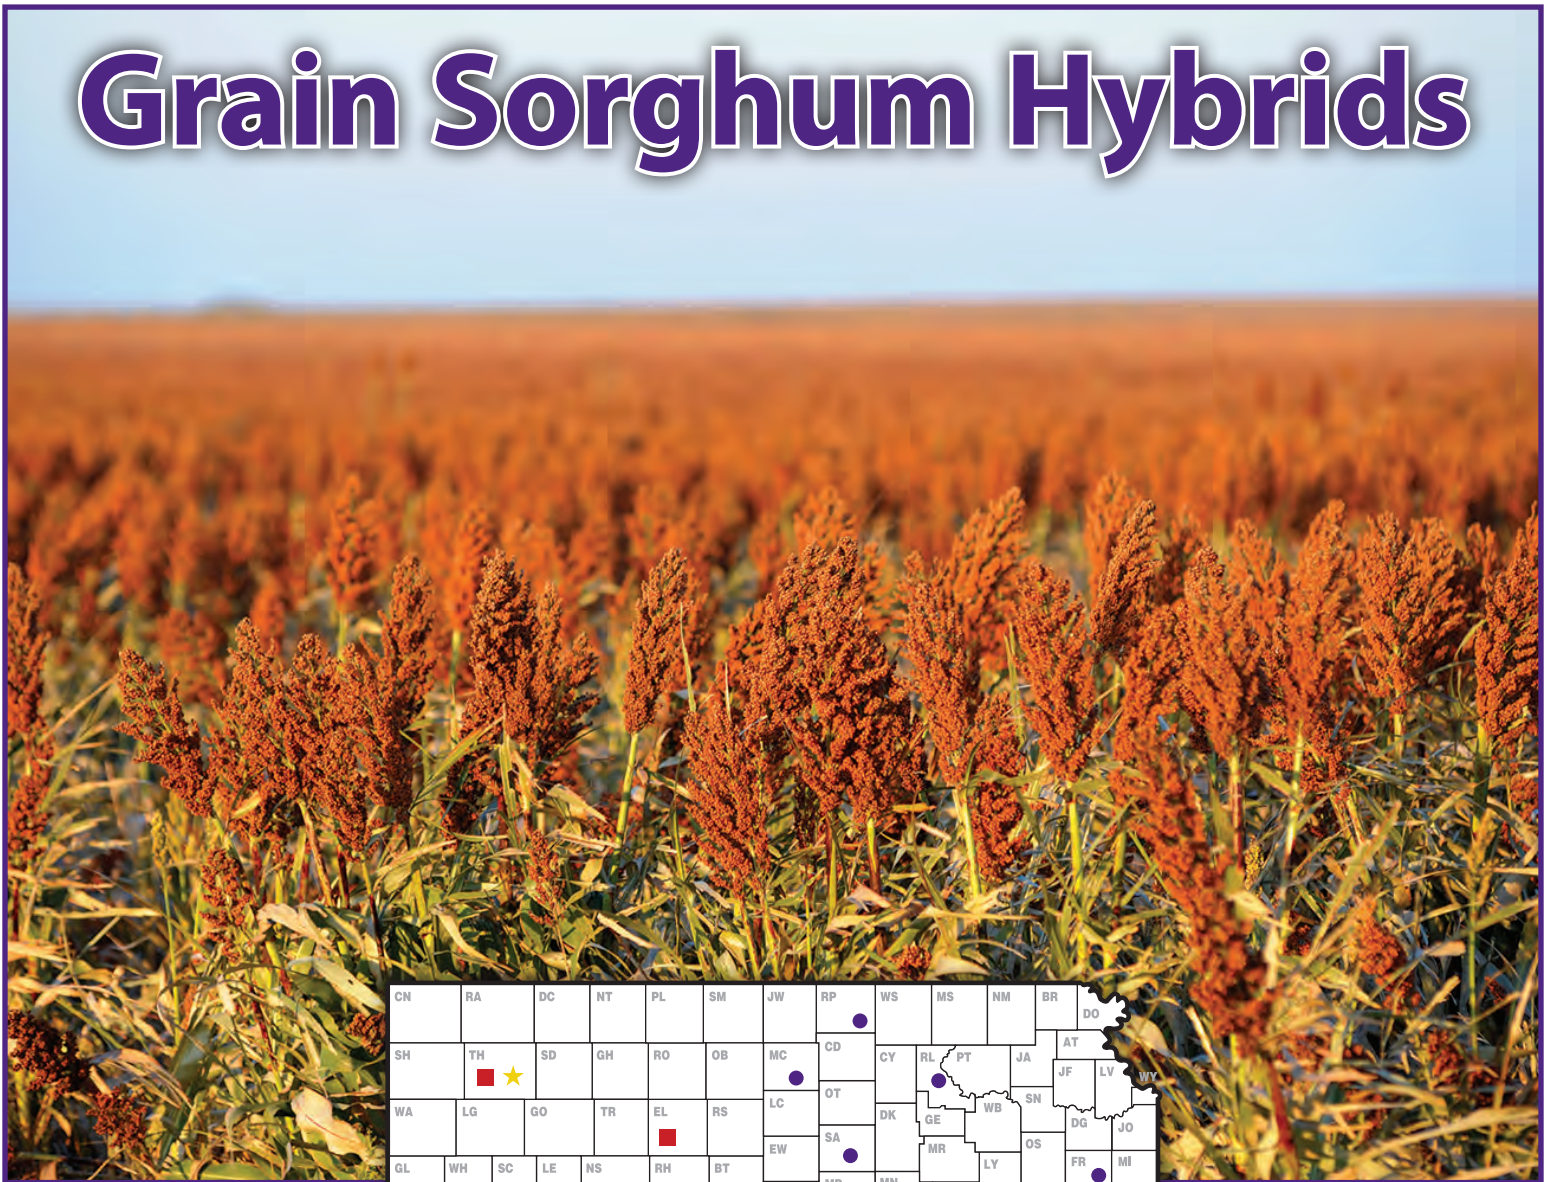 Grain Sorghum Hybrids
CN RA DC NT PL SM JW RP WS MS NM BR
DO
SH TH SD GH RO OB MC CD CY RL PT JA AT
JF LV WY
WA LG GO TR EL RS LC OT DK GE WB SN
DG JO
EW SA MR OS
GL WH SC LE NS RH BT LY FR MI